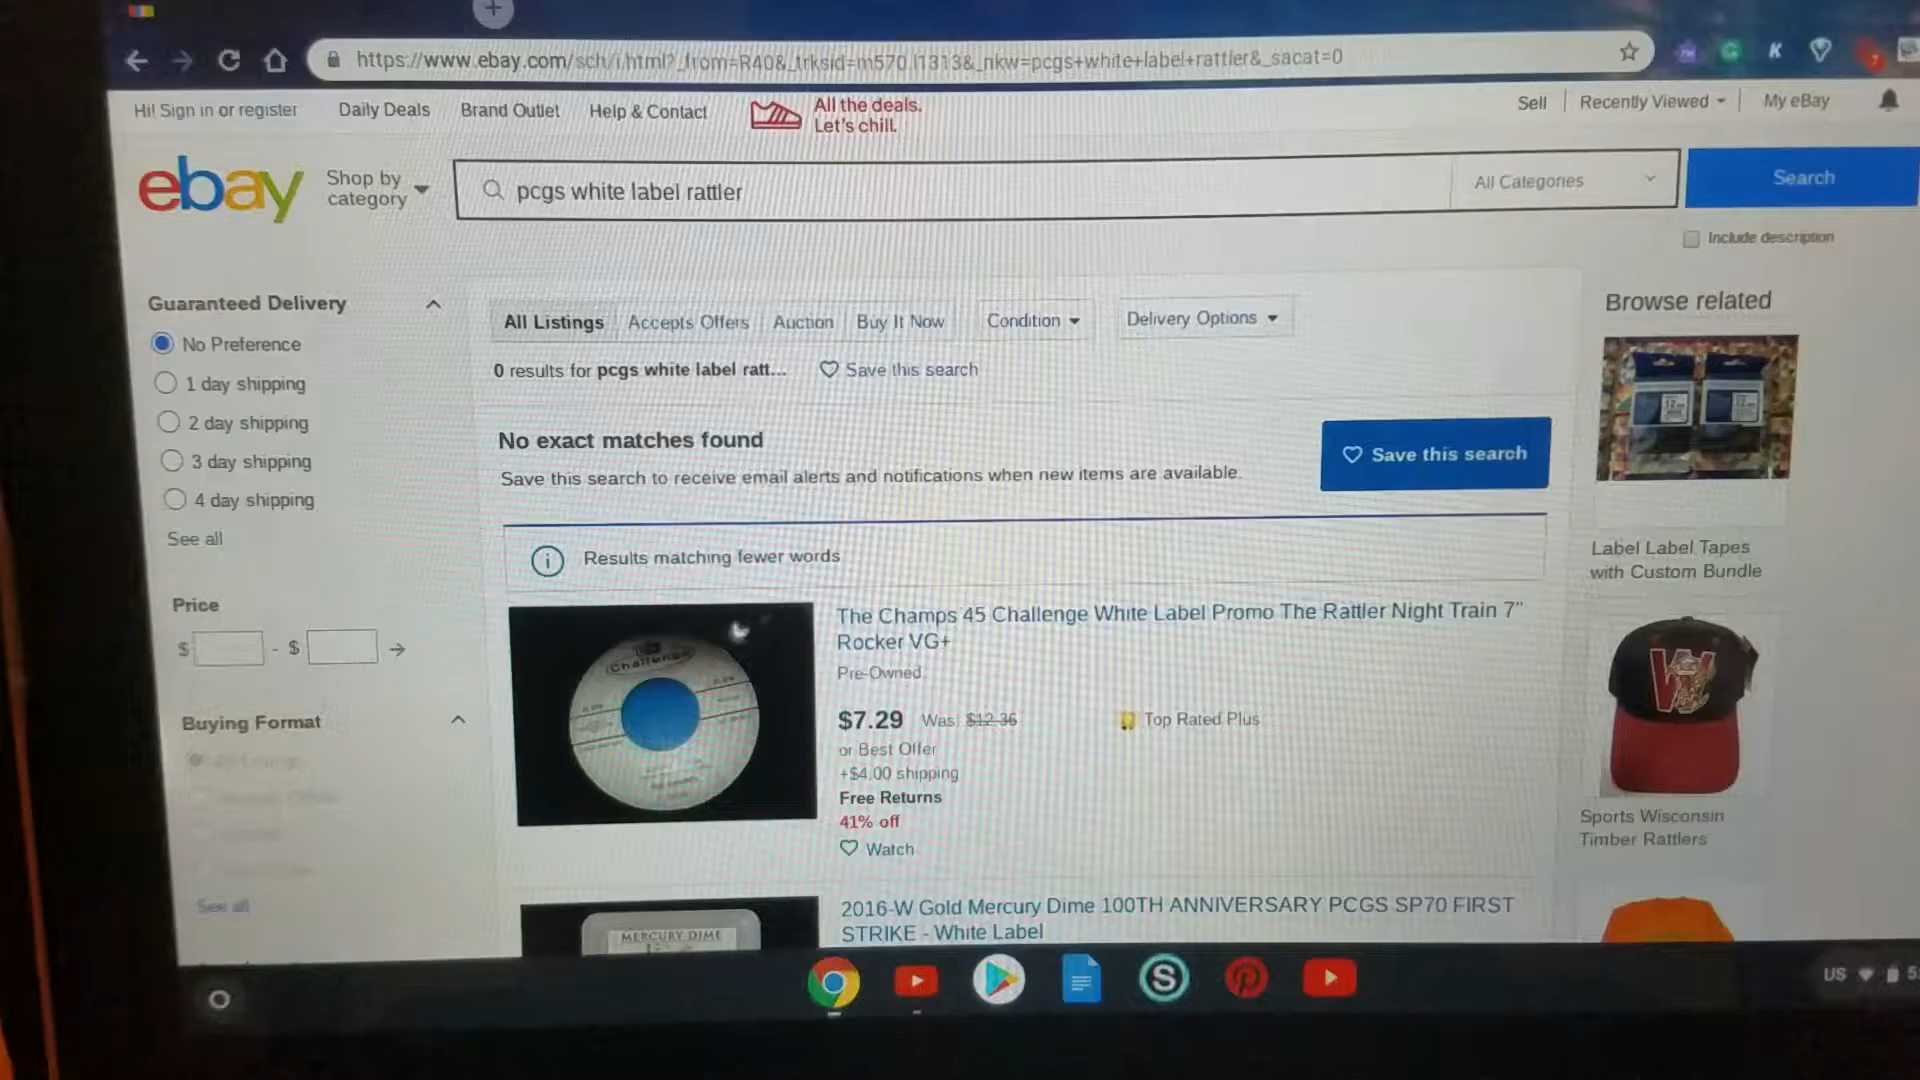 https://www.ebay.com/sch/i.html?_from=R40&_trksid=m570.l1313&_nkw=pcgs+white+label+rattler&_sacat=0
Hi! Sign in or register
Daily Deals
Brand Outlet
Help & Contact
All the deals.
Let's chill.
Sell
Recently Viewed
My eBay
ebay
Shop by
category
pcgs white label rattler
All Categories
Search
Include description
Guaranteed Delivery
No Preference
1 day shipping
2 day shipping
3 day shipping
4 day shipping
See all
Price
$ - $
Buying Format
See all
All Listings
Accepts Offers
Auction
Buy It Now
Condition
Delivery Options
0 results for pcgs white label ratt...
Save this search
No exact matches found
Save this search to receive email alerts and notifications when new items are available.
Save this search
Results matching fewer words
Challenge
The Champs 45 Challenge White Label Promo The Rattler Night Train 7"
Rocker VG+
Pre-Owned
$7.29 Was $12.36
Top Rated Plus
or Best Offer
+$4.00 shipping
Free Returns
41% off
Watch
MERCURY DIME
2016-W Gold Mercury Dime 100TH ANNIVERSARY PCGS SP70 FIRST
STRIKE - White Label
Browse related
Label Label Tapes
with Custom Bundle
W
Sports Wisconsin
Timber Rattlers
US